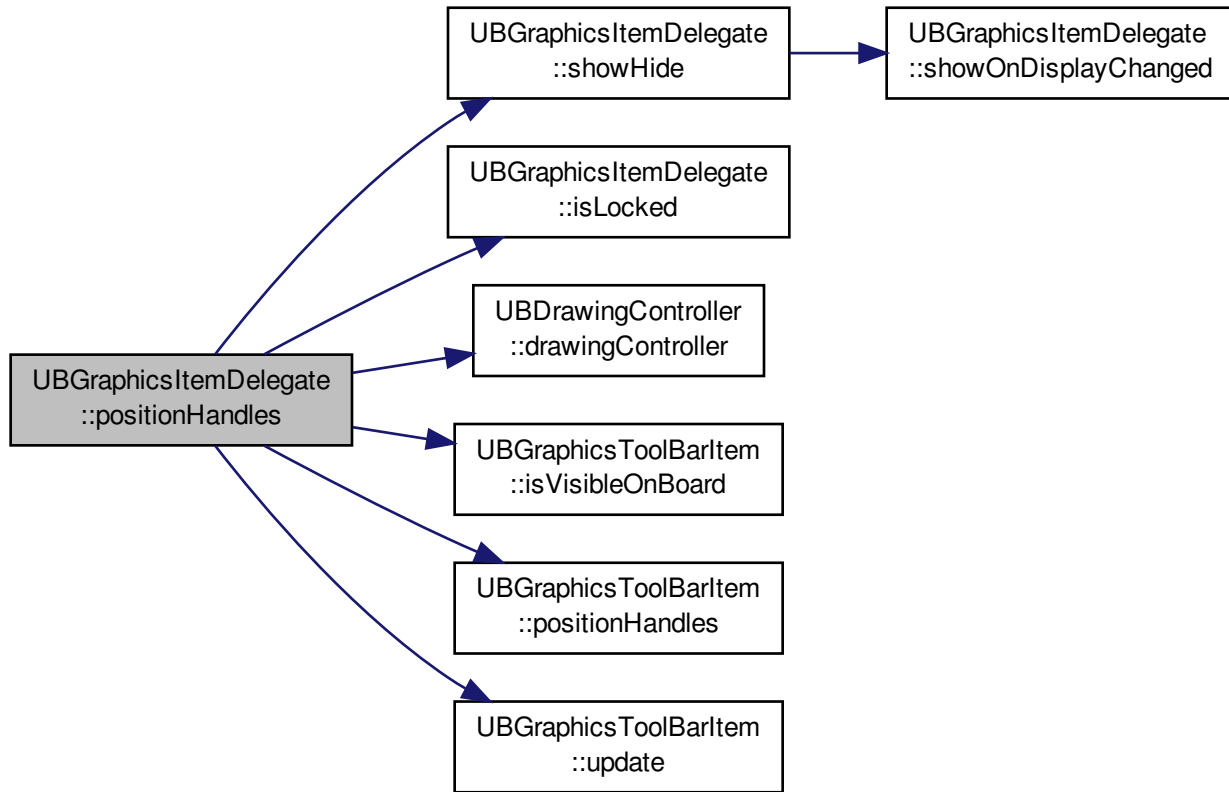 UBGraphicsItemDelegate
::positionHandles
UBGraphicsItemDelegate
::showHide
UBGraphicsItemDelegate
::showOnDisplayChanged
UBGraphicsItemDelegate
::isLocked
UBDrawingController
::drawingController
UBGraphicsToolBarItem
::isVisibleOnBoard
UBGraphicsToolBarItem
::positionHandles
UBGraphicsToolBarItem
::update